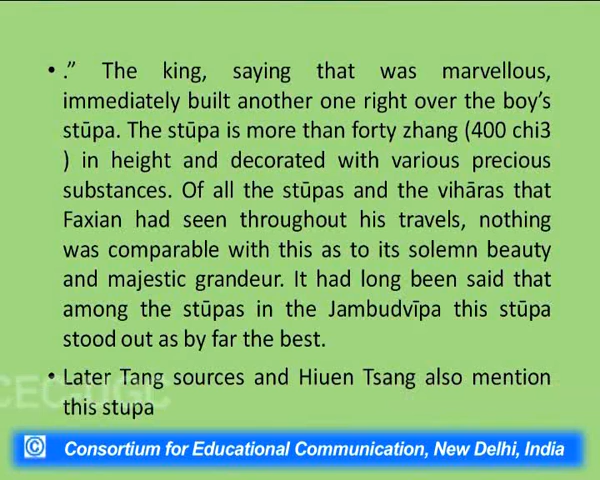 • .” The king, saying that was marvellous,
immediately built another one right over the boy’s
stūpa. The stūpa is more than forty zhang (400 chi3
) in height and decorated with various precious
substances. Of all the stūpas and the vihāras that
Faxian had seen throughout his travels, nothing
was comparable with this as to its solemn beauty
and majestic grandeur. It had long been said that
among the stūpas in the Jambudvīpa this stūpa
stood out as by far the best.
• Later Tang sources and Hiuen Tsang also mention
this stupa
CEC-UGC
© Consortium for Educational Communication, New Delhi, India